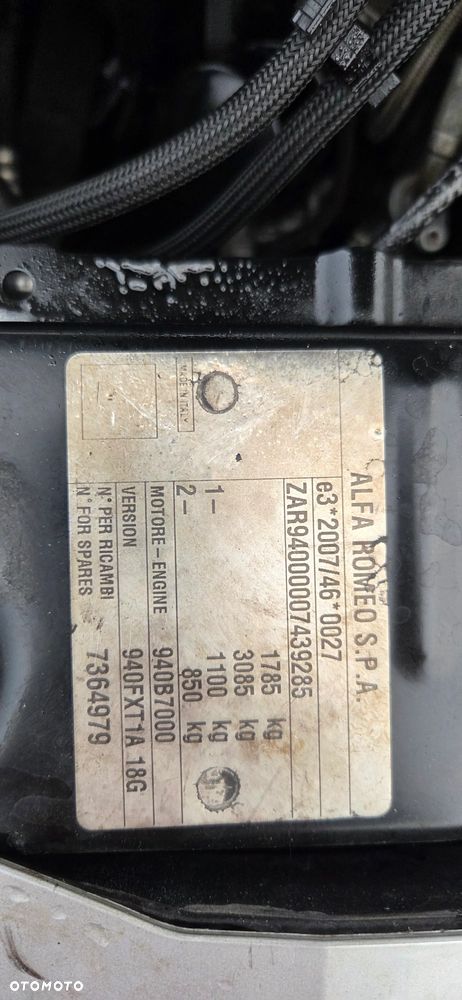 ALFA ROMEO S.P.A.
e3*2007/46*0027
ZAR94000007439285
1785 kg
3085 kg
1- 1100 kg
2- 850 kg
MOTORE-ENGINE 940B7000
VERSION 940FXT1A 18G
N° PER RICAMBI
N° FOR SPARES 7364979
MADE IN ITALY
OTOMOTO